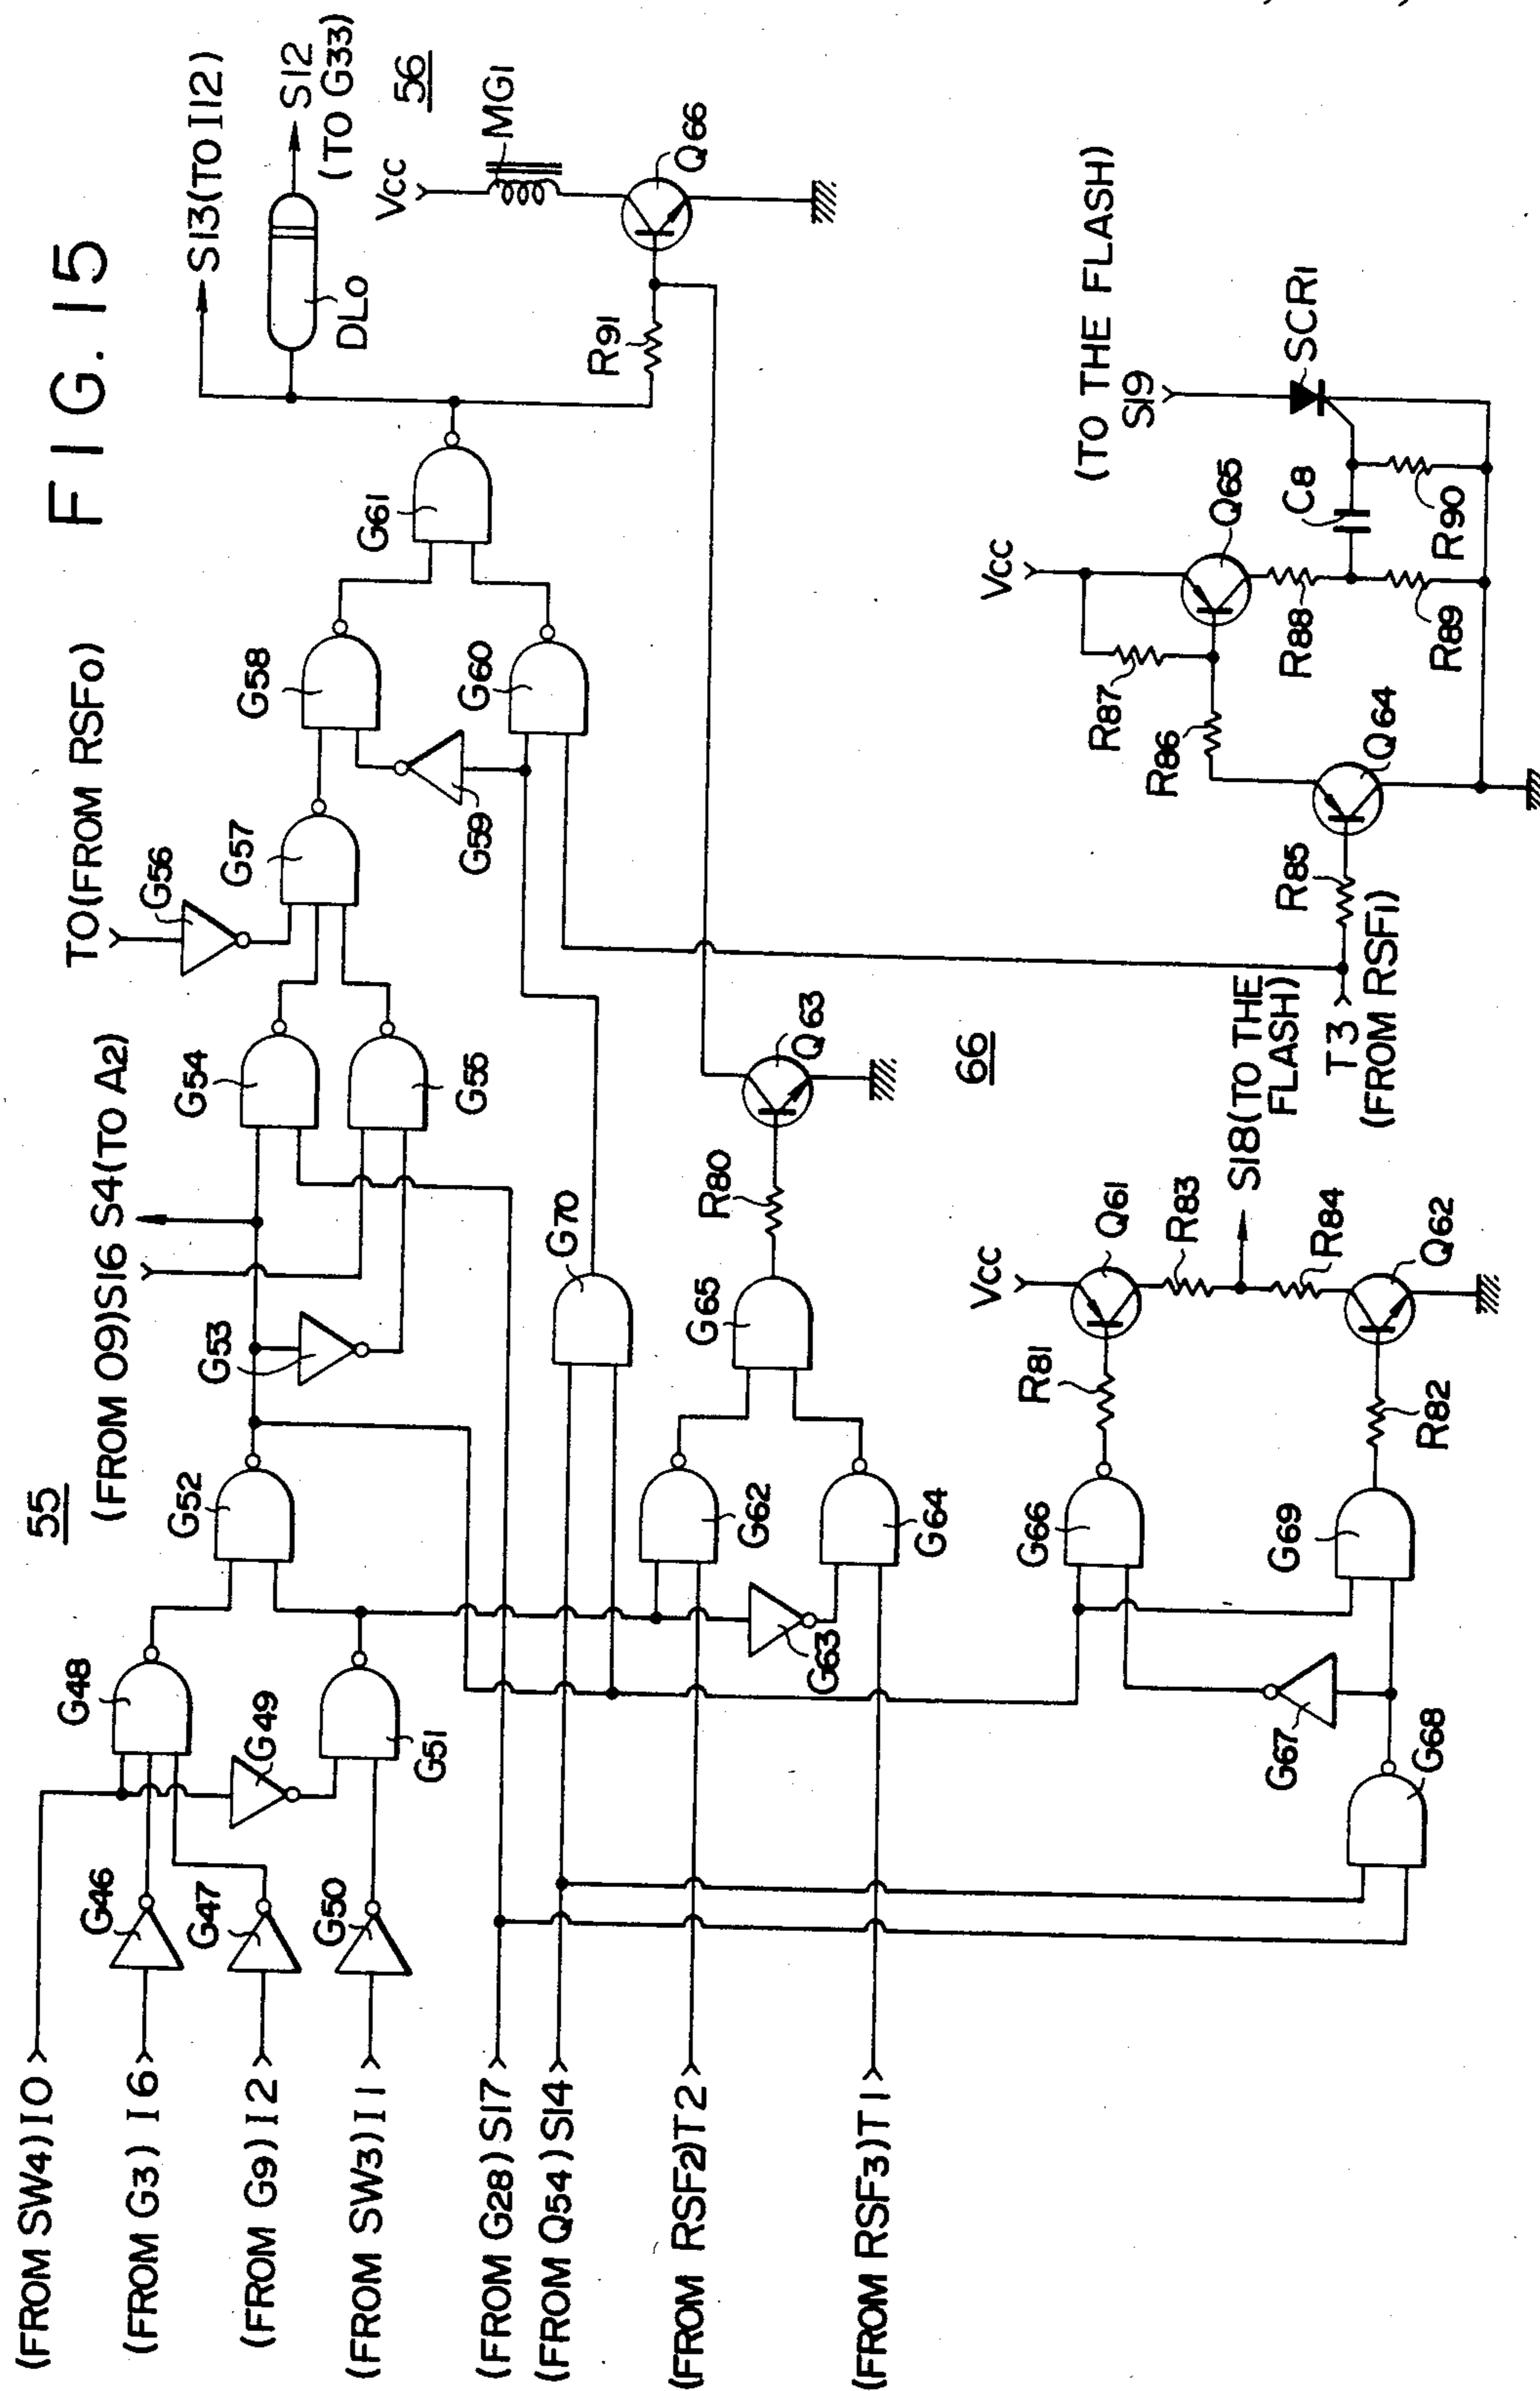 FIG. 15
55
(FROM SW4) I0
(FROM G3) I6
(FROM G9) I2
(FROM SW3) I1
(FROM G28) S17
(FROM Q54) S14
(FROM RSF2) T2
(FROM RSF3) T1
G46
G47
G50
G48
G49
G51
G52
G53
(FROM O9) S16
S4 (TO A2)
G54
G55
T0 (FROM RSF0)
G56
G57
G58
G59
G60
G61
S13 (TO I12)
S12
(TO G33)
DL0
56
VCC
MG1
Q66
R91
G70
G62
G63
G64
G65
R80
Q63
66
G66
G67
G68
G69
R81
R82
VCC
Q61
R83
R84
Q62
S18 (TO THE
FLASH)
T3
(FROM RSF1)
R85
Q64
R86
R87
VCC
Q65
R88
R89
C8
R90
(TO THE FLASH)
S19
SCR1